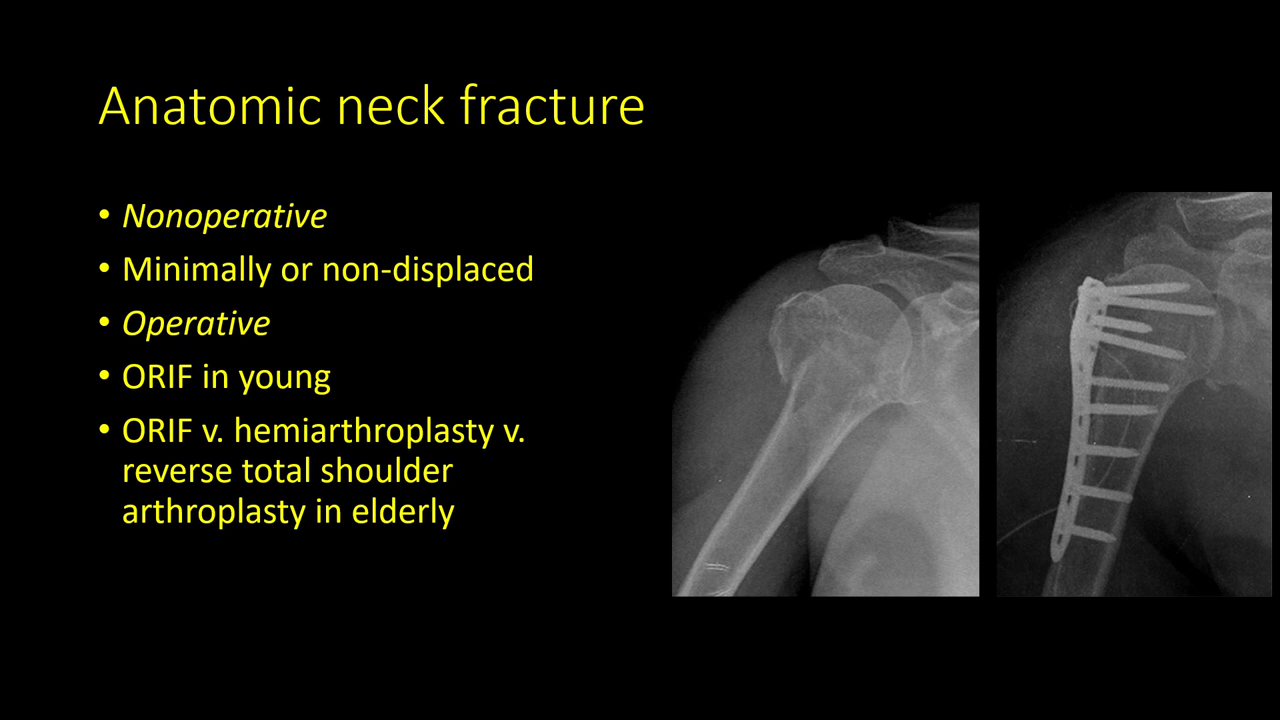 Anatomic neck fracture
• Nonoperative
• Minimally or non-displaced
• Operative
• ORIF in young
• ORIF v. hemiarthroplasty v.
reverse total shoulder
arthroplasty in elderly